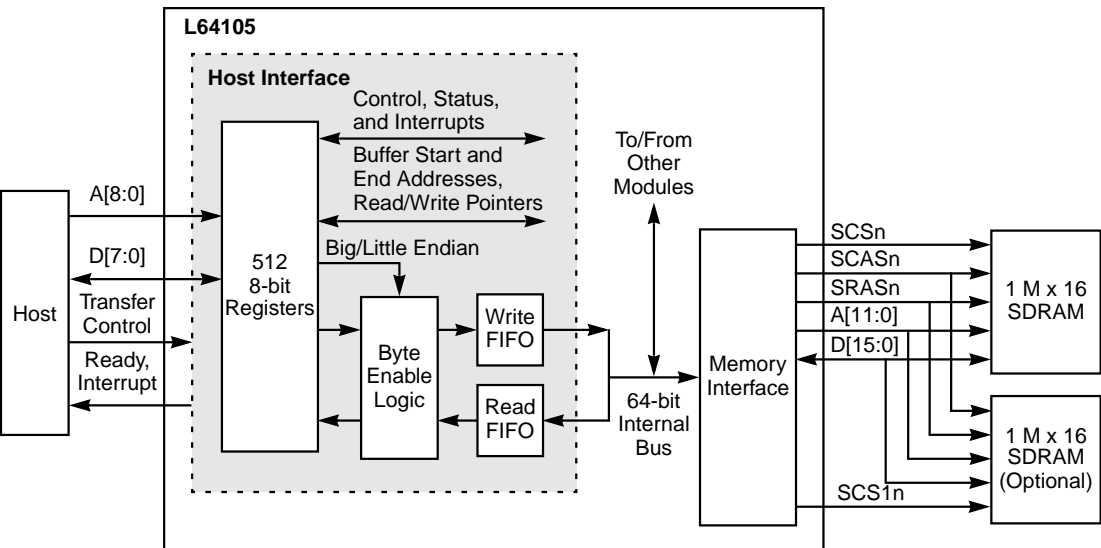 L64105
Host Interface
Control, Status,
and Interrupts
Buffer Start and
End Addresses,
Read/Write Pointers
Big/Little Endian
To/From
Other
Modules
Host
A[8:0]
D[7:0]
Transfer
Control
Ready,
Interrupt
512
8-bit
Registers
Byte
Enable
Logic
Write
FIFO
Read
FIFO
64-bit
Internal
Bus
Memory
Interface
SCSn
SCASn
SRASn
A[11:0]
D[15:0]
SCS1n
1 M x 16
SDRAM
1 M x 16
SDRAM
(Optional)